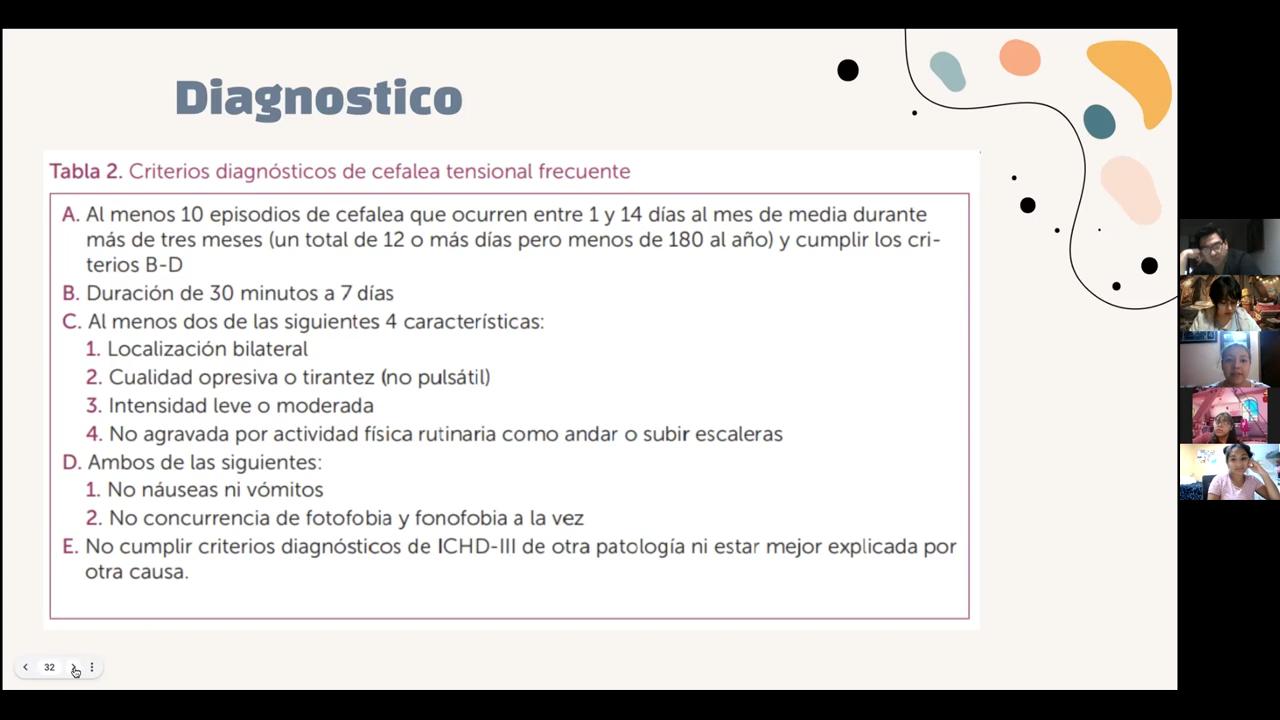 Diagnostico
Tabla 2. Criterios diagnósticos de cefalea tensional frecuente
A. Al menos 10 episodios de cefalea que ocurren entre 1 y 14 días al mes de media durante
más de tres meses (un total de 12 o más días pero menos de 180 al año) y cumplir los cri-
terios B-D
B. Duración de 30 minutos a 7 días
C. Al menos dos de las siguientes 4 características:
1. Localización bilateral
2. Cualidad opresiva o tirantez (no pulsátil)
3. Intensidad leve o moderada
4. No agravada por actividad física rutinaria como andar o subir escaleras
D. Ambos de las siguientes:
1. No náuseas ni vómitos
2. No concurrencia de fotofobia y fonofobia a la vez
E. No cumplir criterios diagnósticos de ICHD-III de otra patología ni estar mejor explicada por
otra causa.
32